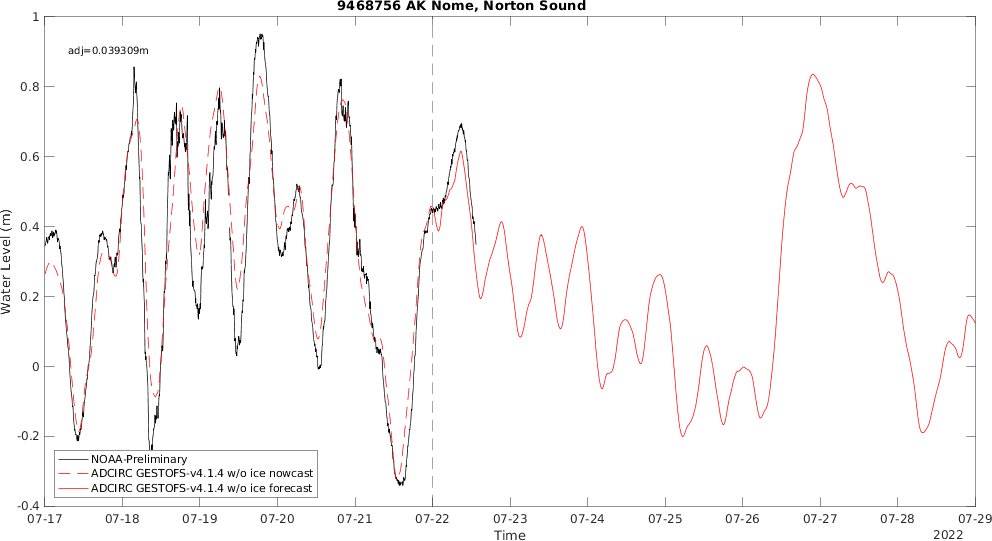 9468756 AK Nome, Norton Sound
adj=0.039309m
Water Level (m)
1
0.8
0.6
0.4
0.2
0
-0.2
-0.4
NOAA-Preliminary
ADCIRC GESTOFS-v4.1.4 w/o ice nowcast
ADCIRC GESTOFS-v4.1.4 w/o ice forecast
07-17 07-18 07-19 07-20 07-21 07-22 07-23 07-24 07-25 07-26 07-27 07-28 07-29
Time
2022